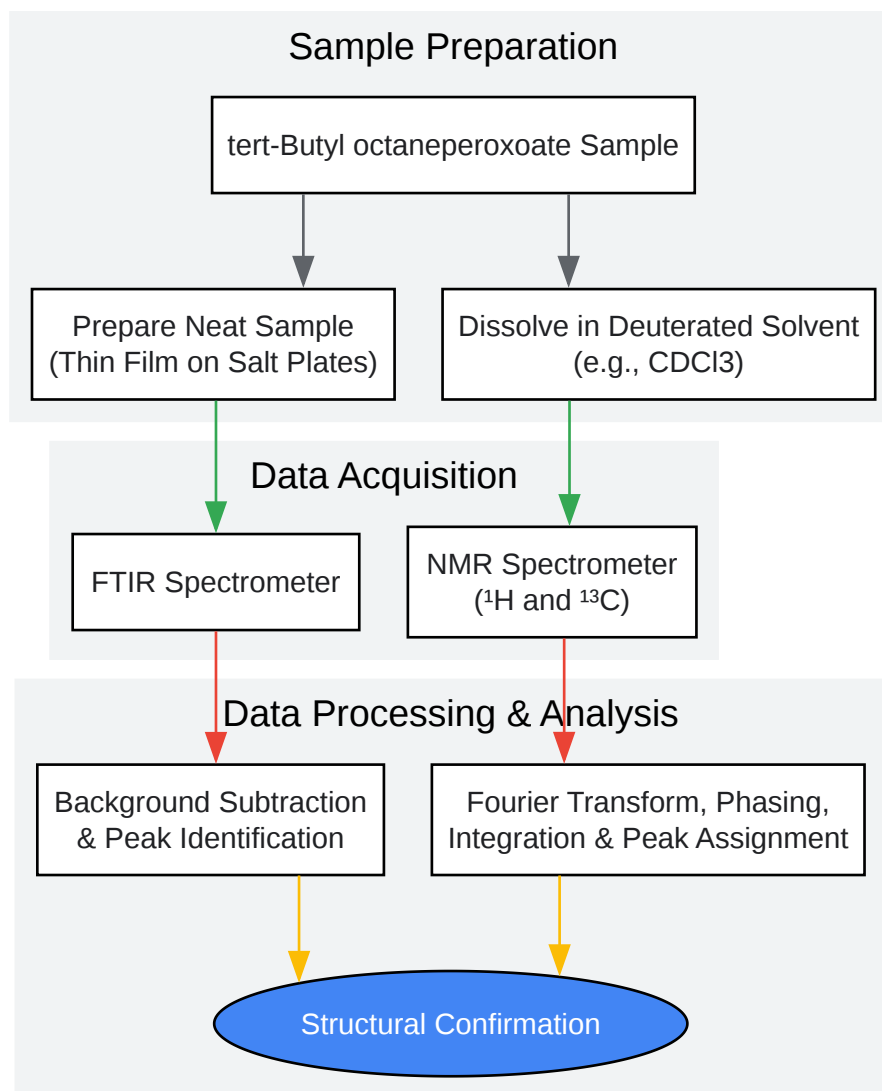 Sample Preparation
tert-Butyl octaneperoxoate Sample
Prepare Neat Sample
(Thin Film on Salt Plates)
Dissolve in Deuterated Solvent
(e.g., CDCl3)
Data Acquisition
FTIR Spectrometer
NMR Spectrometer
(¹H and ¹³C)
Data Processing & Analysis
Background Subtraction
& Peak Identification
Fourier Transform, Phasing,
Integration & Peak Assignment
Structural Confirmation